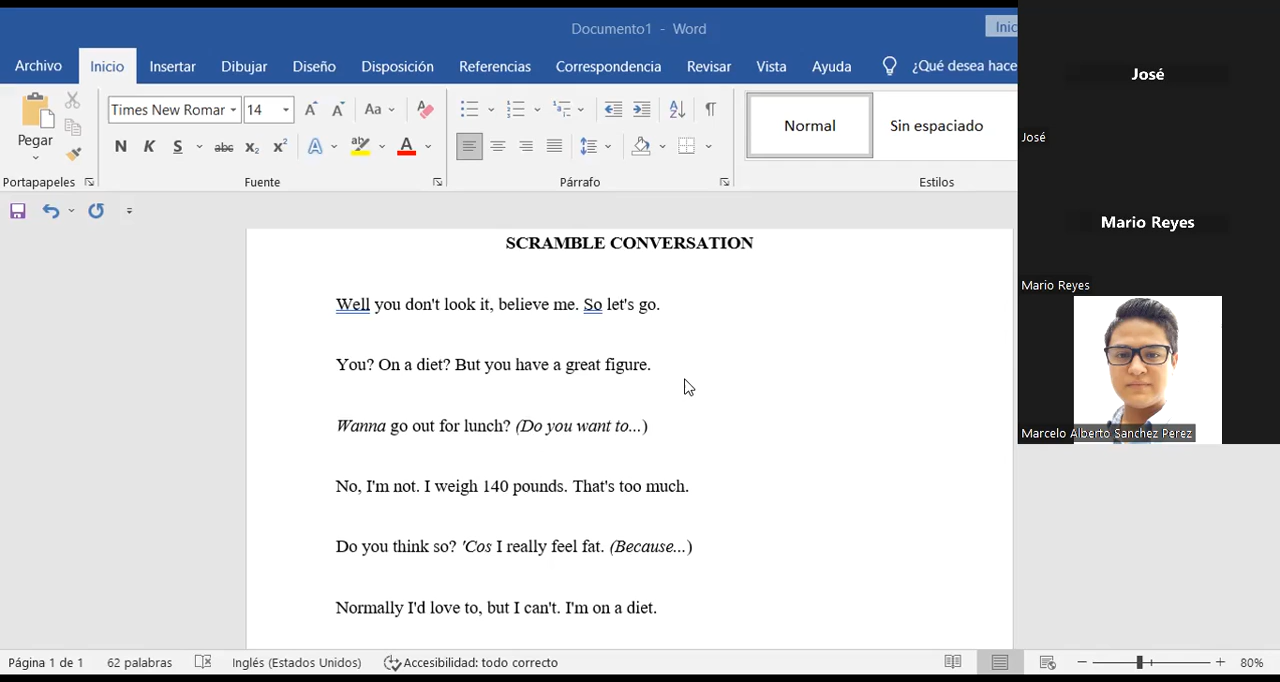 Documento1 - Word
Inic
Archivo Inicio Insertar Dibujar Diseño Disposición Referencias Correspondencia Revisar Vista Ayuda ¿Qué desea hace
Times New Romar 14 Aa
Pegar
N K S abc x₂ x² A aby A
Normal
Sin espaciado
Portapapeles Fuente Párrafo Estilos
SCRAMBLE CONVERSATION
Well you don't look it, believe me. So let's go.
You? On a diet? But you have a great figure.
Wanna go out for lunch? (Do you want to...)
No, I'm not. I weigh 140 pounds. That's too much.
Do you think so? 'Cos I really feel fat. (Because...)
Normally I'd love to, but I can't. I'm on a diet.
Página 1 de 1 62 palabras Inglés (Estados Unidos) Accesibilidad: todo correcto 80%
José
José
Mario Reyes
Mario Reyes
Marcelo Alberto Sanchez Perez